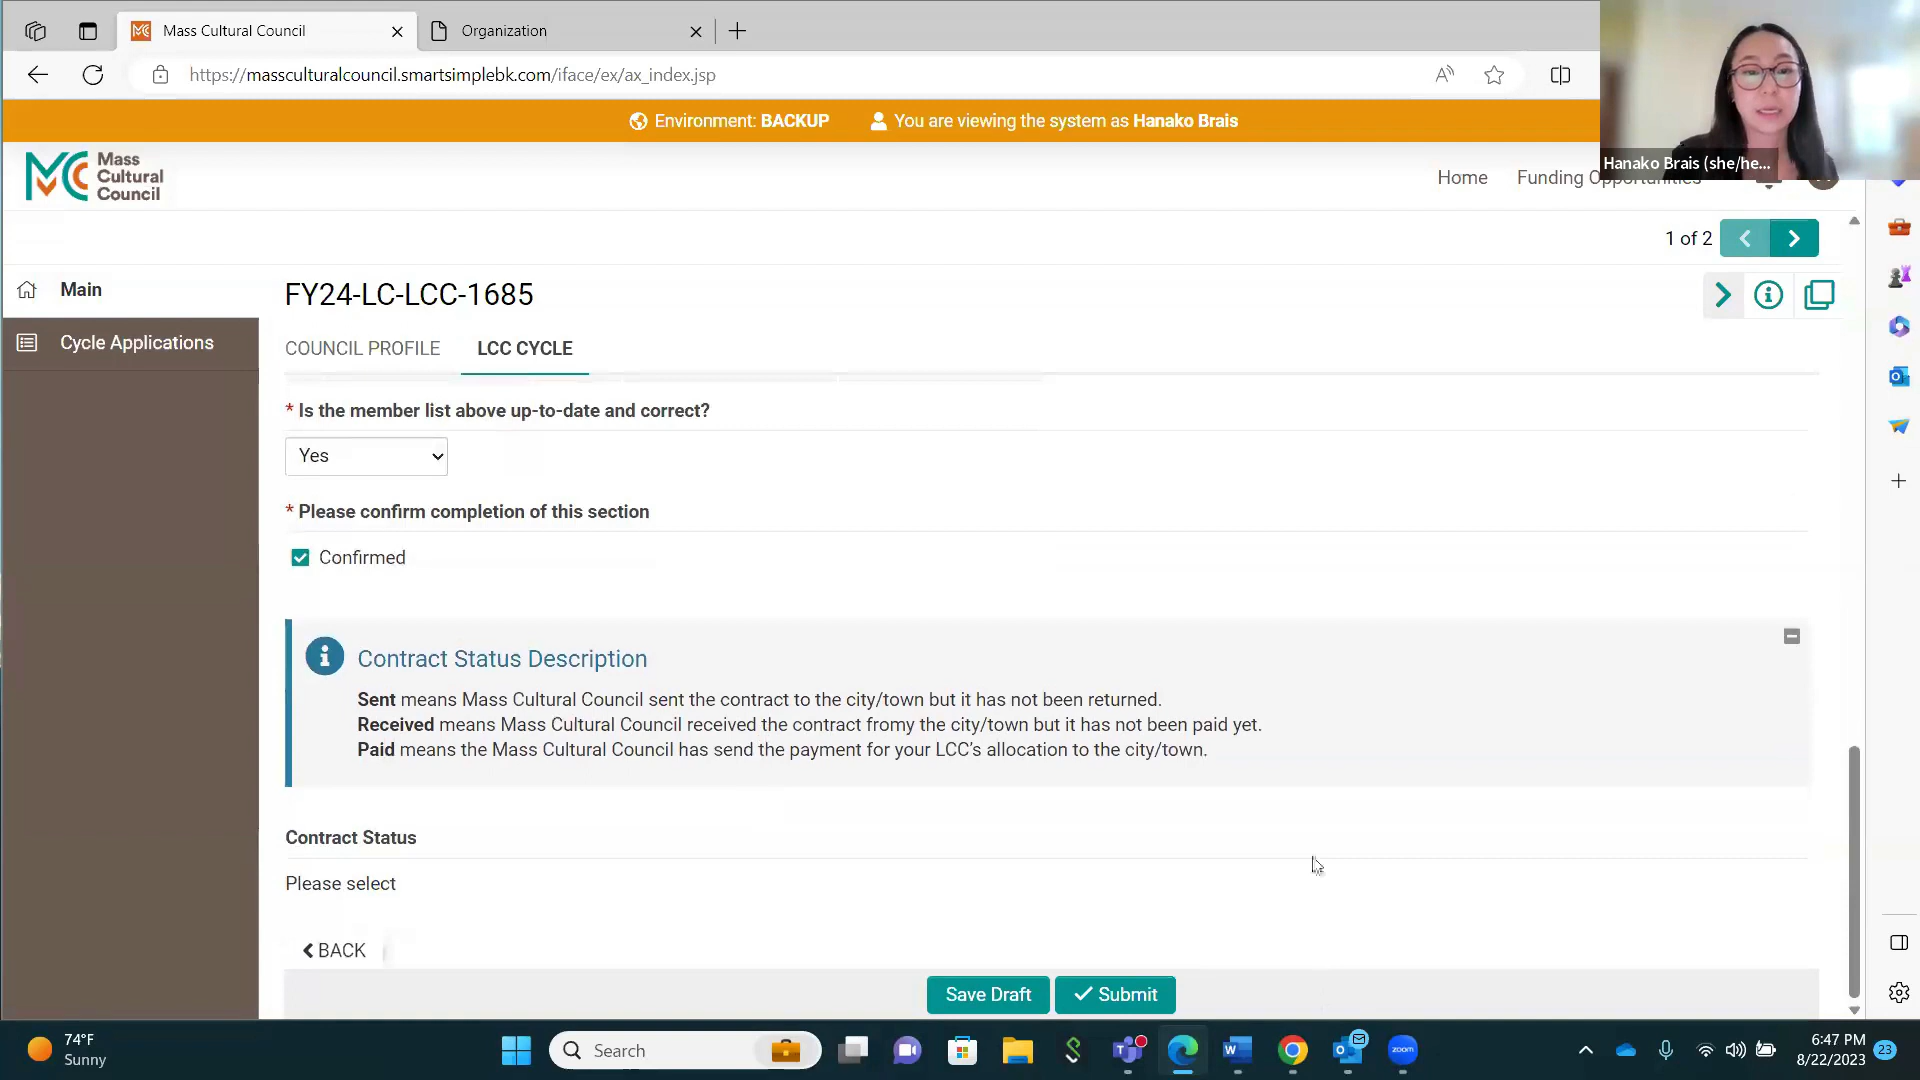 Mass Cultural Council
Organization
https://massculturalcouncil.smartsimplebk.com/iface/ex/ax_index.jsp
Environment: BACKUP
You are viewing the system as Hanako Brais
Hanako Brais (she/he...
Mass
Cultural
Council
Home
Funding Opportunities
1 of 2
Main
Cycle Applications
FY24-LC-LCC-1685
COUNCIL PROFILE
LCC CYCLE
* Is the member list above up-to-date and correct?
Yes
* Please confirm completion of this section
Confirmed
Contract Status Description
Sent means Mass Cultural Council sent the contract to the city/town but it has not been returned.
Received means Mass Cultural Council received the contract fromy the city/town but it has not been paid yet.
Paid means the Mass Cultural Council has send the payment for your LCC's allocation to the city/town.
Contract Status
Please select
BACK
Save Draft
Submit
74°F
Sunny
Search
zoom
6:47 PM
8/22/2023
23